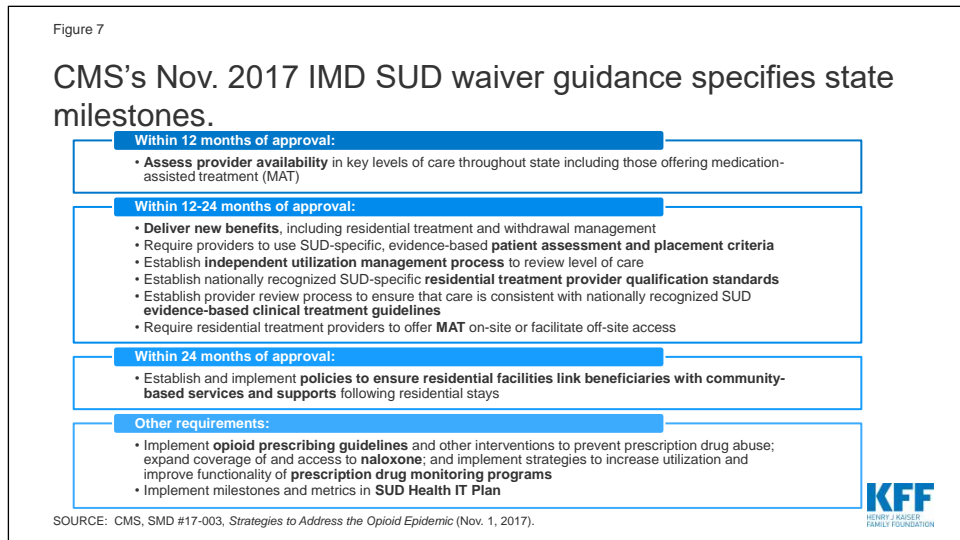 Figure 7
CMS's Nov. 2017 IMD SUD waiver guidance specifies state
milestones.
Within 12 months of approval:
• Assess provider availability in key levels of care throughout state including those offering medication-
assisted treatment (MAT)
Within 12-24 months of approval:
• Deliver new benefits, including residential treatment and withdrawal management
• Require providers to use SUD-specific, evidence-based patient assessment and placement criteria
• Establish independent utilization management process to review level of care
• Establish nationally recognized SUD-specific residential treatment provider qualification standards
• Establish provider review process to ensure that care is consistent with nationally recognized SUD
evidence-based clinical treatment guidelines
• Require residential treatment providers to offer MAT on-site or facilitate off-site access
Within 24 months of approval:
• Establish and implement policies to ensure residential facilities link beneficiaries with community-
based services and supports following residential stays
Other requirements:
• Implement opioid prescribing guidelines and other interventions to prevent prescription drug abuse;
expand coverage of and access to naloxone; and implement strategies to increase utilization and
improve functionality of prescription drug monitoring programs
• Implement milestones and metrics in SUD Health IT Plan
SOURCE: CMS, SMD #17-003, Strategies to Address the Opioid Epidemic (Nov. 1, 2017).
KFF
HENRY J KAISER
FAMILY FOUNDATION